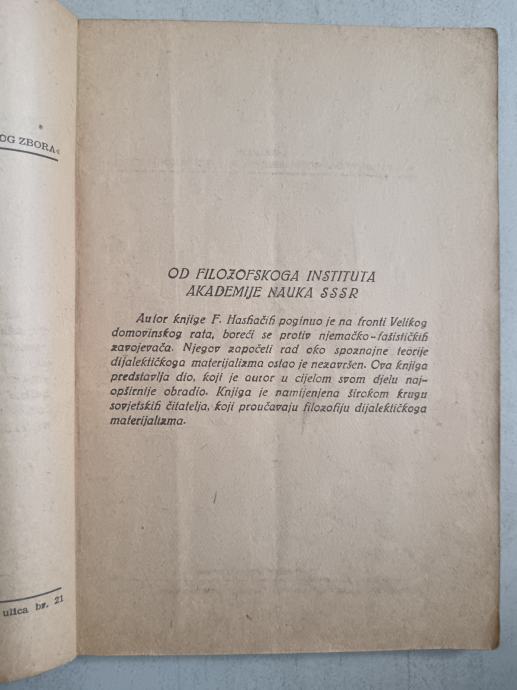 OG ZBORA«
OD FILOZOFSKOGA INSTITUTA
AKADEMIJE NAUKA SSSR
Autor knjige F. Hashačih poginuo je na fronti Velikog
domovinskog rata, boreći se protiv njemačko-fašističkih
zavojevača. Njegov započeti rad oko spoznajne teorije
dijalektičkog materijalizma ostao je nezavršen. Ova knjiga
predstavlja dio, koji je autor u cijelom svom djelu naj-
opširnije obradio. Knjiga je namijenjena širokom krugu
sovjetskih čitatelja, koji proučavaju filozofiju dijalektičkoga
materijalizma.
ulica br. 21